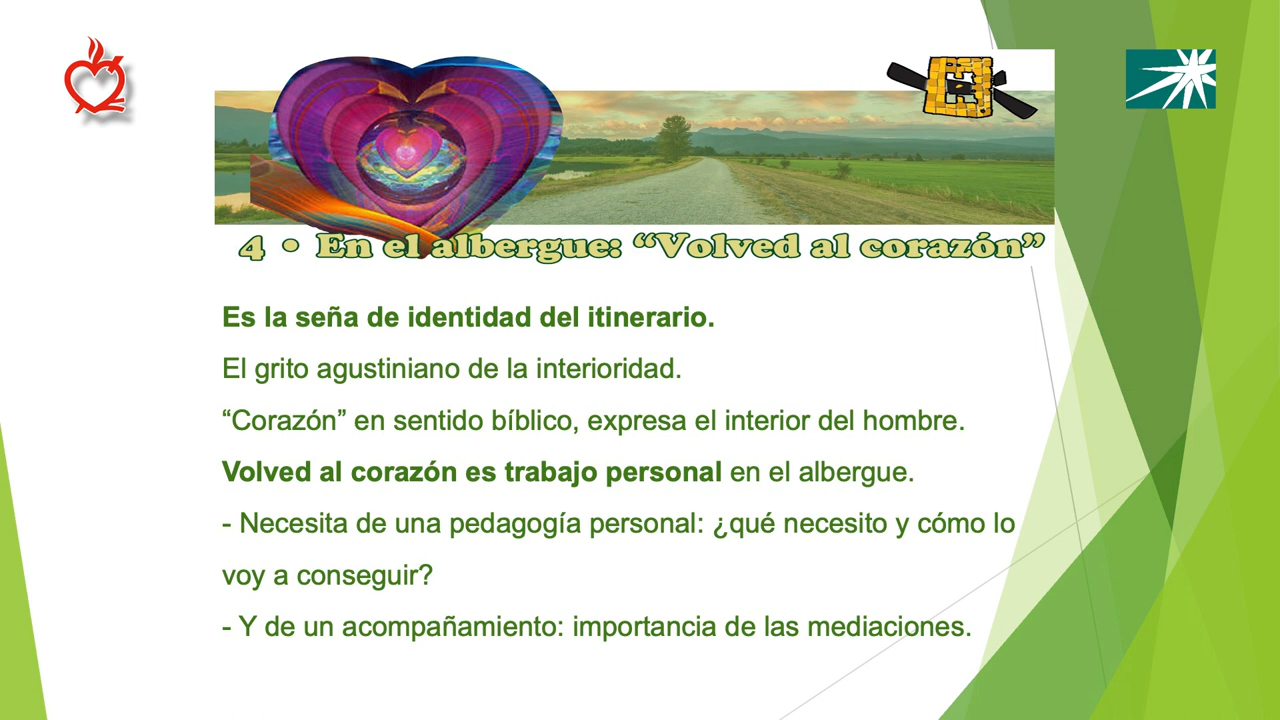 4 • En el albergue: “Volved al corazón”
Es la seña de identidad del itinerario.
El grito agustiniano de la interioridad.
“Corazón” en sentido bíblico, expresa el interior del hombre.
Volved al corazón es trabajo personal en el albergue.
- Necesita de una pedagogía personal: ¿qué necesito y cómo lo
voy a conseguir?
- Y de un acompañamiento: importancia de las mediaciones.